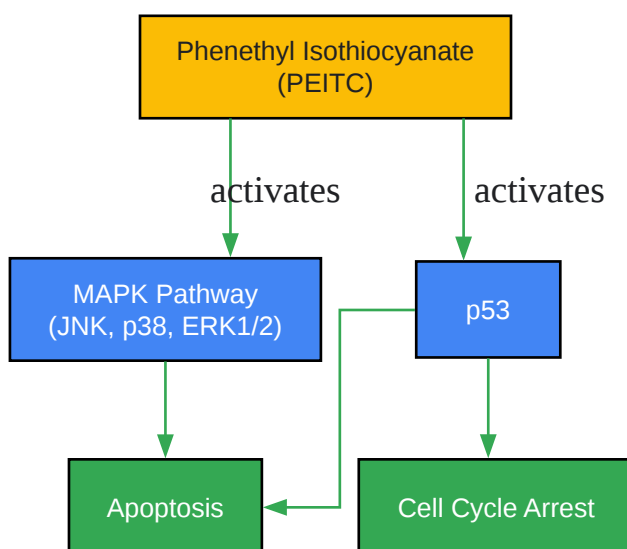 Phenethyl Isothiocyanate
(PEITC)
activates
activates
MAPK Pathway
(JNK, p38, ERK1/2)
p53
Apoptosis
Cell Cycle Arrest